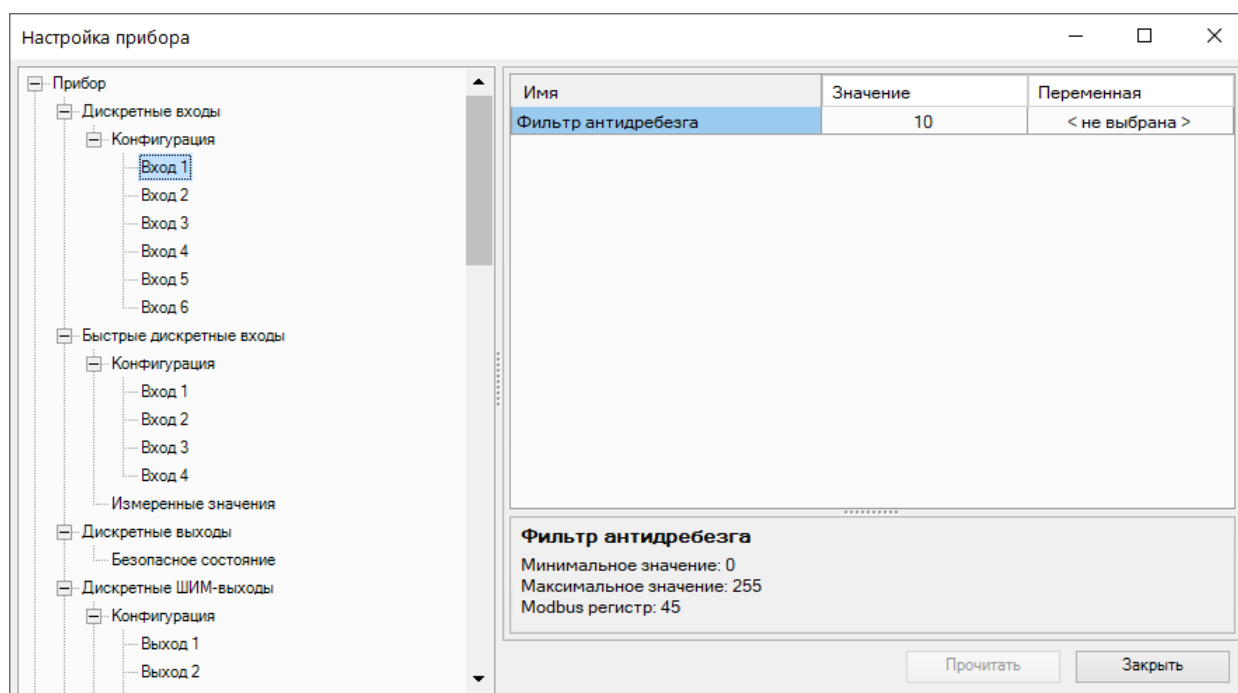 Настройка прибора
Прибор
Дискретные входы
Конфигурация
Вход 1
Вход 2
Вход 3
Вход 4
Вход 5
Вход 6
Быстрые дискретные входы
Конфигурация
Вход 1
Вход 2
Вход 3
Вход 4
Измеренные значения
Дискретные выходы
Безопасное состояние
Дискретные ШИМ-выходы
Конфигурация
Выход 1
Выход 2
Имя Значение Переменная
Фильтр антидребезга 10 < не выбрана >
Фильтр антидребезга
Минимальное значение: 0
Максимальное значение: 255
Modbus регистр: 45
Прочитать Закрыть